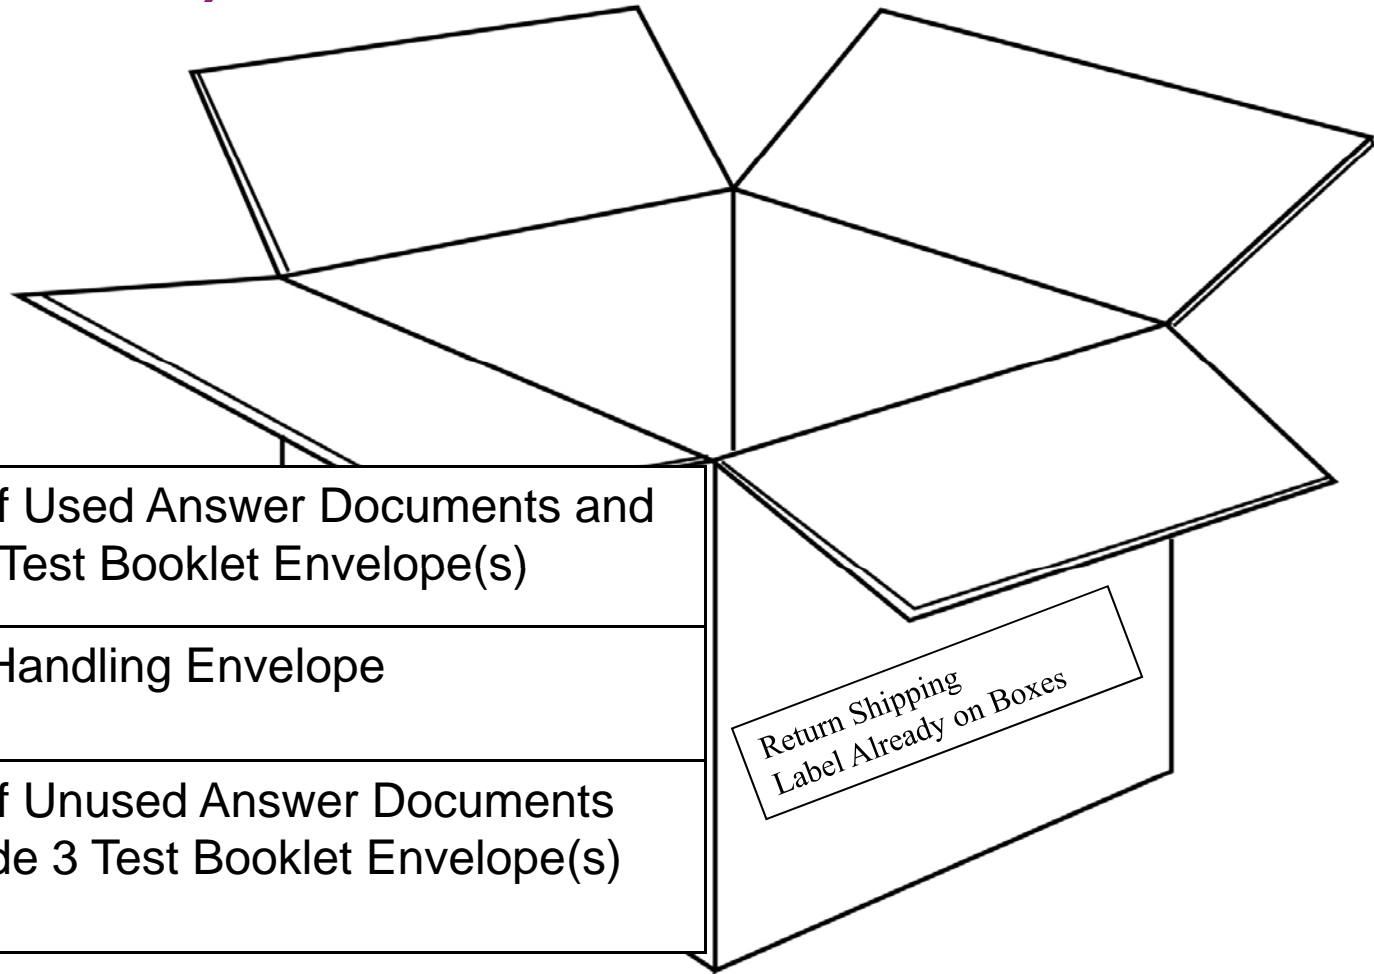 f Used Answer Documents and
Test Booklet Envelope(s)
Handling Envelope
f Unused Answer Documents
de 3 Test Booklet Envelope(s)
Return Shipping
Label Already on Boxes